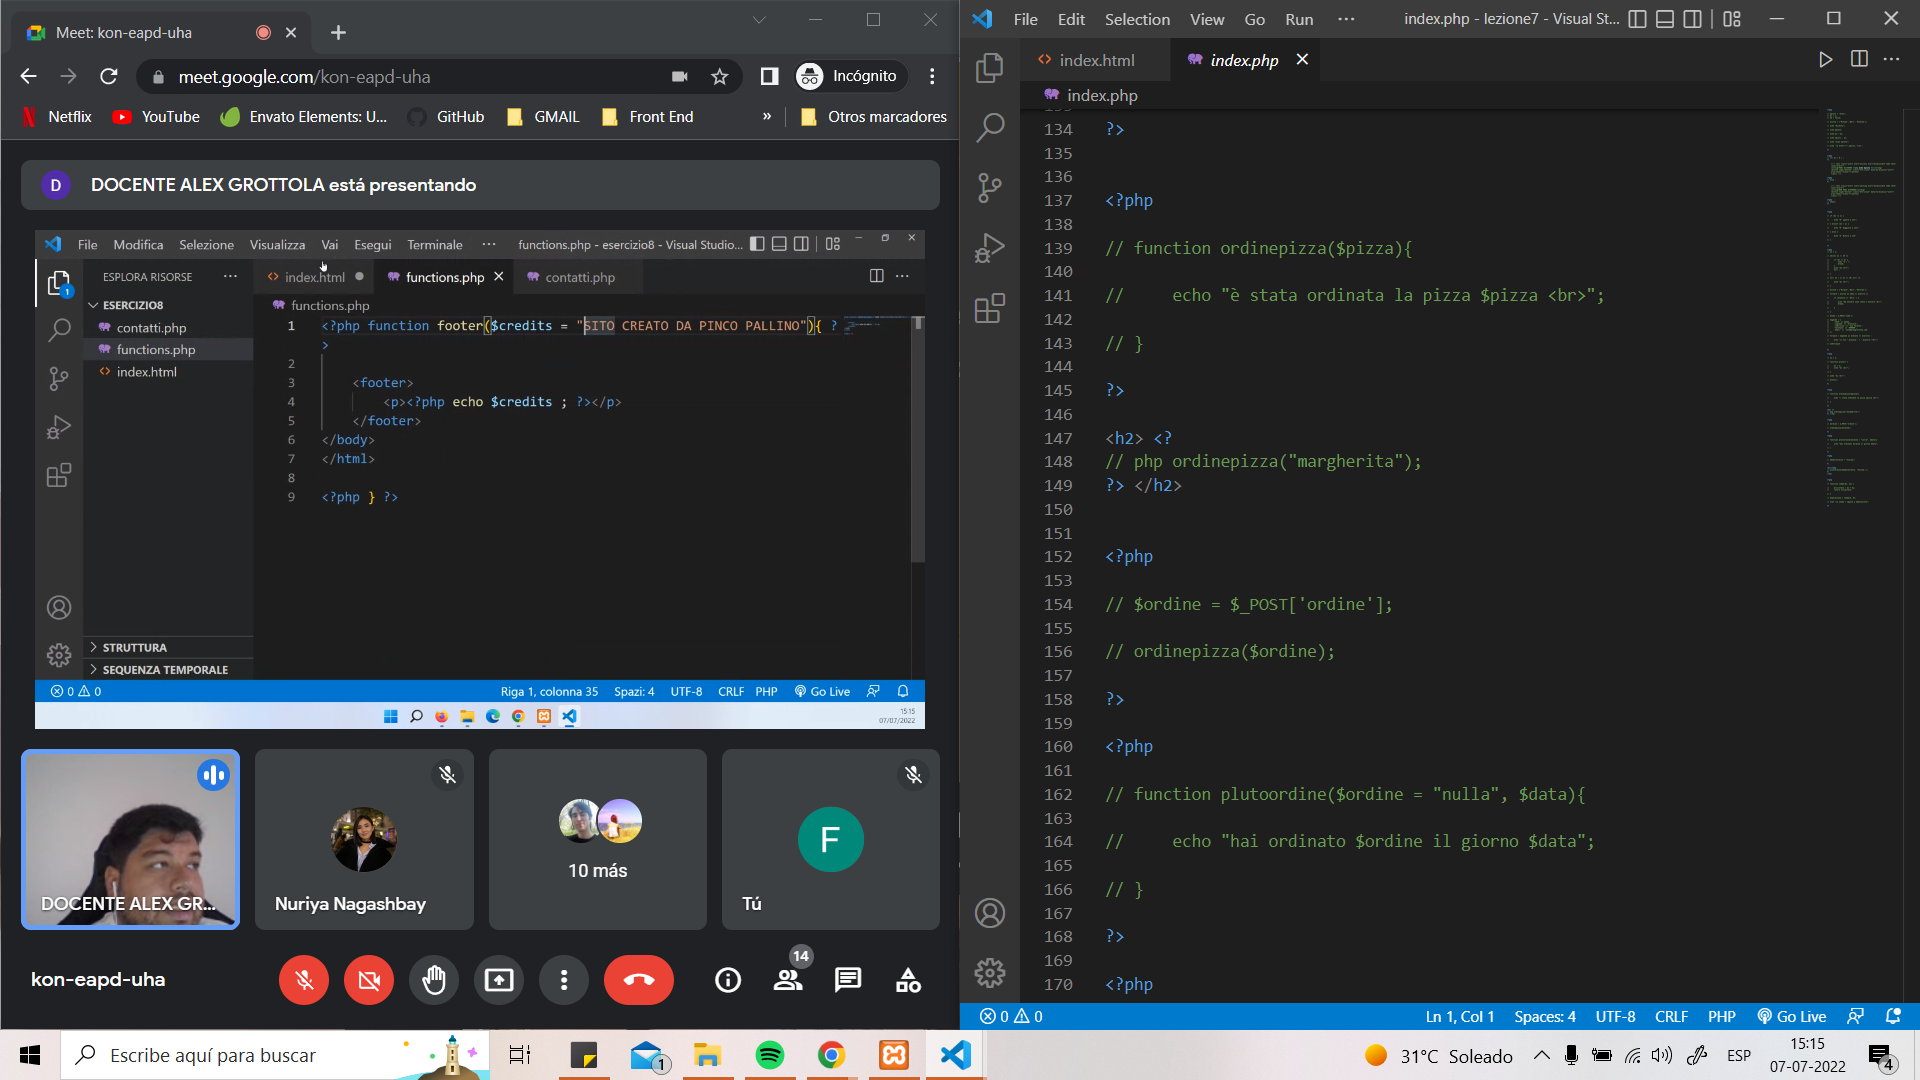 Meet: kon-eapd-uha
meet.google.com/kon-eapd-uha
Incógnito
Netflix
YouTube
Envato Elements: U...
GitHub
GMAIL
Front End
»
Otros marcadores
D
DOCENTE ALEX GROTTOLA está presentando
File Modifica Selezione Visualizza Vai Esegui Terminale ··· functions.php - esercizio8 - Visual Studio...
ESPLORA RISORSE ···
index.html
functions.php
contatti.php
1
ESERCIZIO8
contatti.php
functions.php
index.html
functions.php
1 <?php function footer($credits = "SITO CREATO DA PINCO PALLINO"){ ?
>
2
3 <footer>
4 <p><?php echo $credits ; ?></p>
5 </footer>
6 </body>
7 </html>
8
9 <?php } ?>
STRUTTURA
SEQUENZA TEMPORALE
0 0 Riga 1, colonna 35 Spazi: 4 UTF-8 CRLF PHP Go Live
15:15
07/07/2022
DOCENTE ALEX GR...
Nuriya Nagashbay
10 más
F
Tú
kon-eapd-uha
14
File Edit Selection View Go Run ··· index.php - lezione7 - Visual St...
index.html
index.php
index.php
134 ?>
135
136
137 <?php
138
139 // function ordinepizza($pizza){
140
141 // echo "è stata ordinata la pizza $pizza <br>";
142
143 // }
144
145 ?>
146
147 <h2> <?
148 // php ordinepizza("margherita");
149 ?> </h2>
150
151
152 <?php
153
154 // $ordine = $_POST['ordine'];
155
156 // ordinepizza($ordine);
157
158 ?>
159
160 <?php
161
162 // function plutoordine($ordine = "nulla", $data){
163
164 // echo "hai ordinato $ordine il giorno $data";
165
166 // }
167
168 ?>
169
170 <?php
0 0 Ln 1, Col 1 Spaces: 4 UTF-8 CRLF PHP Go Live
Escribe aquí para buscar
1
31°C Soleado
ESP
15:15
07-07-2022
4